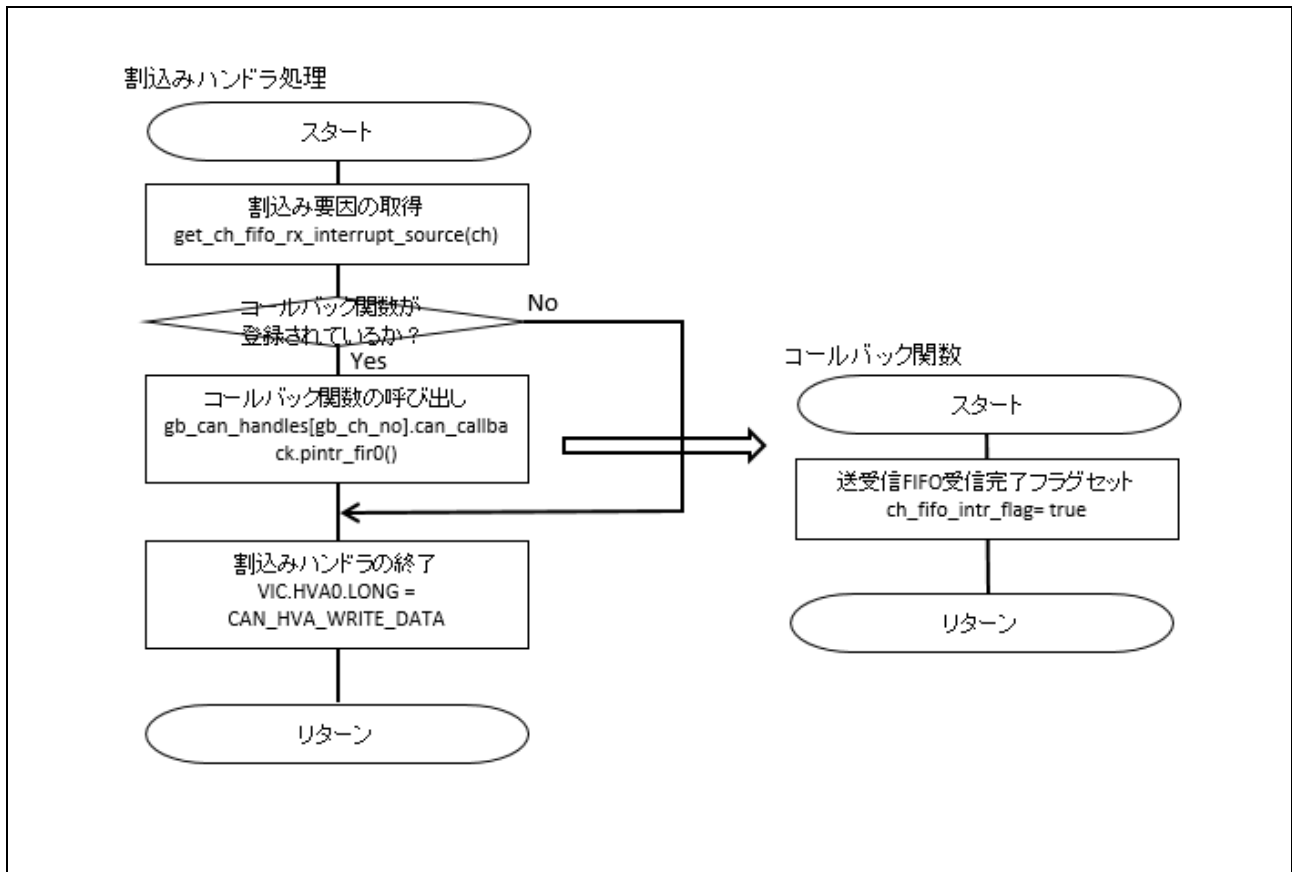 割込みハンドラ処理
スタート
割込み要因の取得
get_ch_fifo_rx_interrupt_source(ch)
コールバック関数が
登録されているか？
No
Yes
コールバック関数の呼び出し
gb_can_handles[gb_ch_no].can_callba
ck.pintr_fir0()
割込みハンドラの終了
VIC.HVA0.LONG =
CAN_HVA_WRITE_DATA
リターン
コールバック関数
スタート
送受信FIFO受信完了フラグセット
ch_fifo_intr_flag= true
リターン